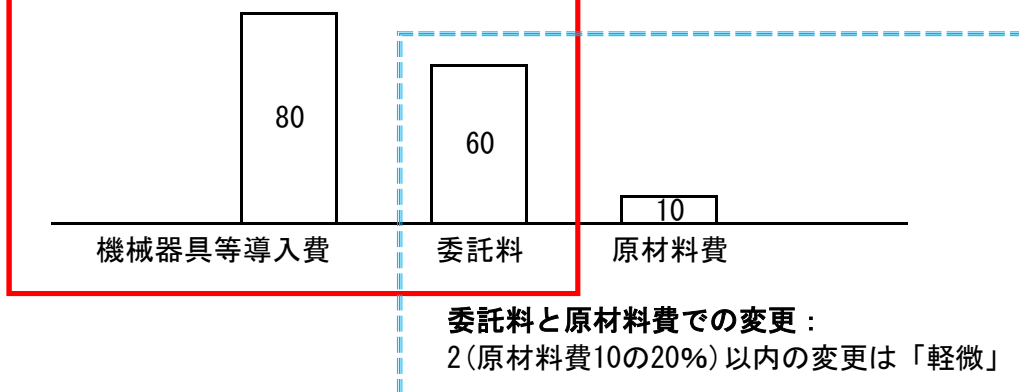 80
60
10
機械器具等導入費
委託料
原材料費
委託料と原材料費での変更：
2(原材料費10の20%)以内の変更は「軽微」